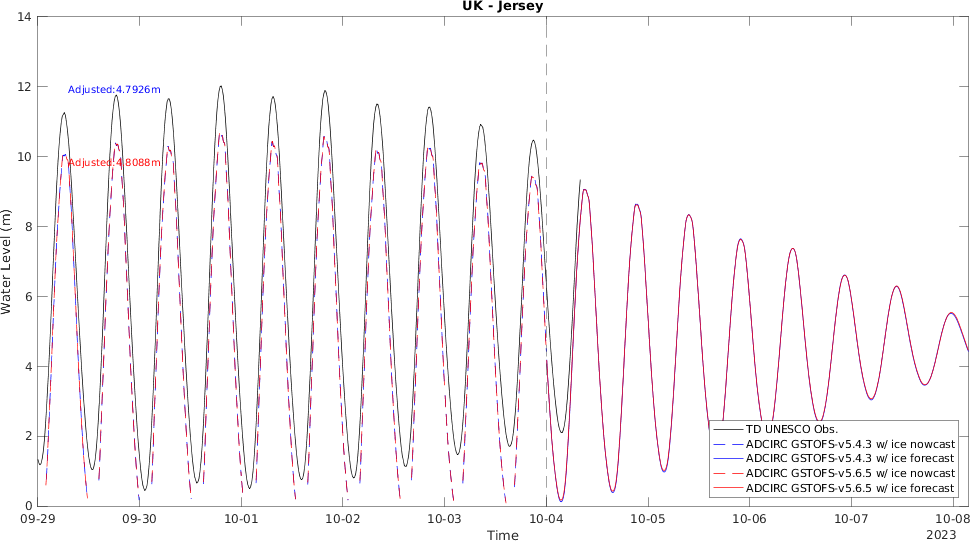 UK - Jersey
14
12
10
8
6
4
2
0
Water Level (m)
Adjusted:4.7926m
Adjusted:4.8088m
TD UNESCO Obs.
ADCIRC GSTOFS-v5.4.3 w/ ice nowcast
ADCIRC GSTOFS-v5.4.3 w/ ice forecast
ADCIRC GSTOFS-v5.6.5 w/ ice nowcast
ADCIRC GSTOFS-v5.6.5 w/ ice forecast
09-29 09-30 10-01 10-02 10-03 10-04 10-05 10-06 10-07 10-08
Time
2023